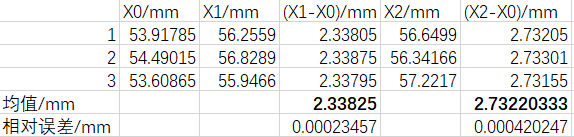 X0/mm X1/mm (X1-X0)/mm X2/mm (X2-X0)/mm
1 53.91785 56.2559 2.33805 56.6499 2.73205
2 54.49015 56.8289 2.33875 56.34166 2.73301
3 53.60865 55.9466 2.33795 57.2217 2.73155
均值/mm 2.33825 2.73220333
相对误差/mm 0.00023457 0.000420247